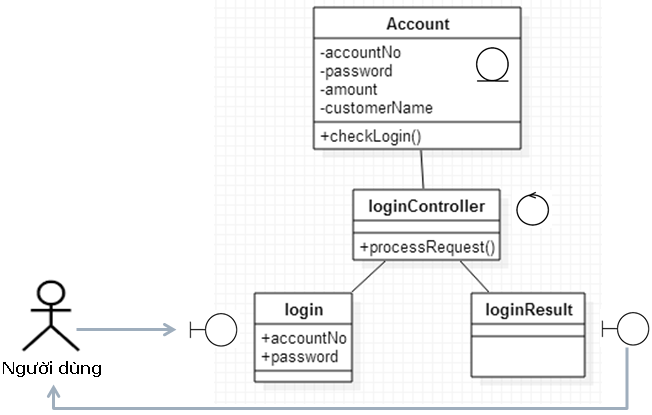 Account
-accountNo
-password
-amount
-customerName
+checkLogin()
loginController
+processRequest()
login
+accountNo
+password
loginResult
Người dùng